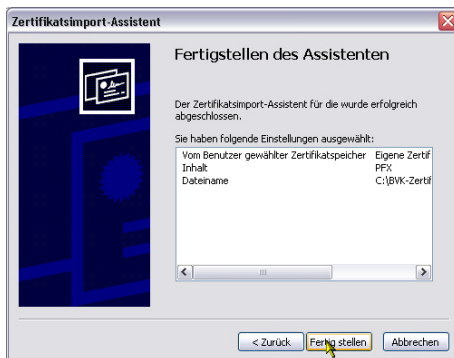 Zertifikatsimport-Assistent
Fertigstellen des Assistenten
Der Zertifikatsimport-Assistent für die wurde erfolgreich
abgeschlossen.
Sie haben folgende Einstellungen ausgewählt:
Vom Benutzer gewählter Zertifikatspeicher Eigene Zertif
Inhalt PFX
Dateiname C:\BVK-Zertif
< Zurück Fertig stellen Abbrechen